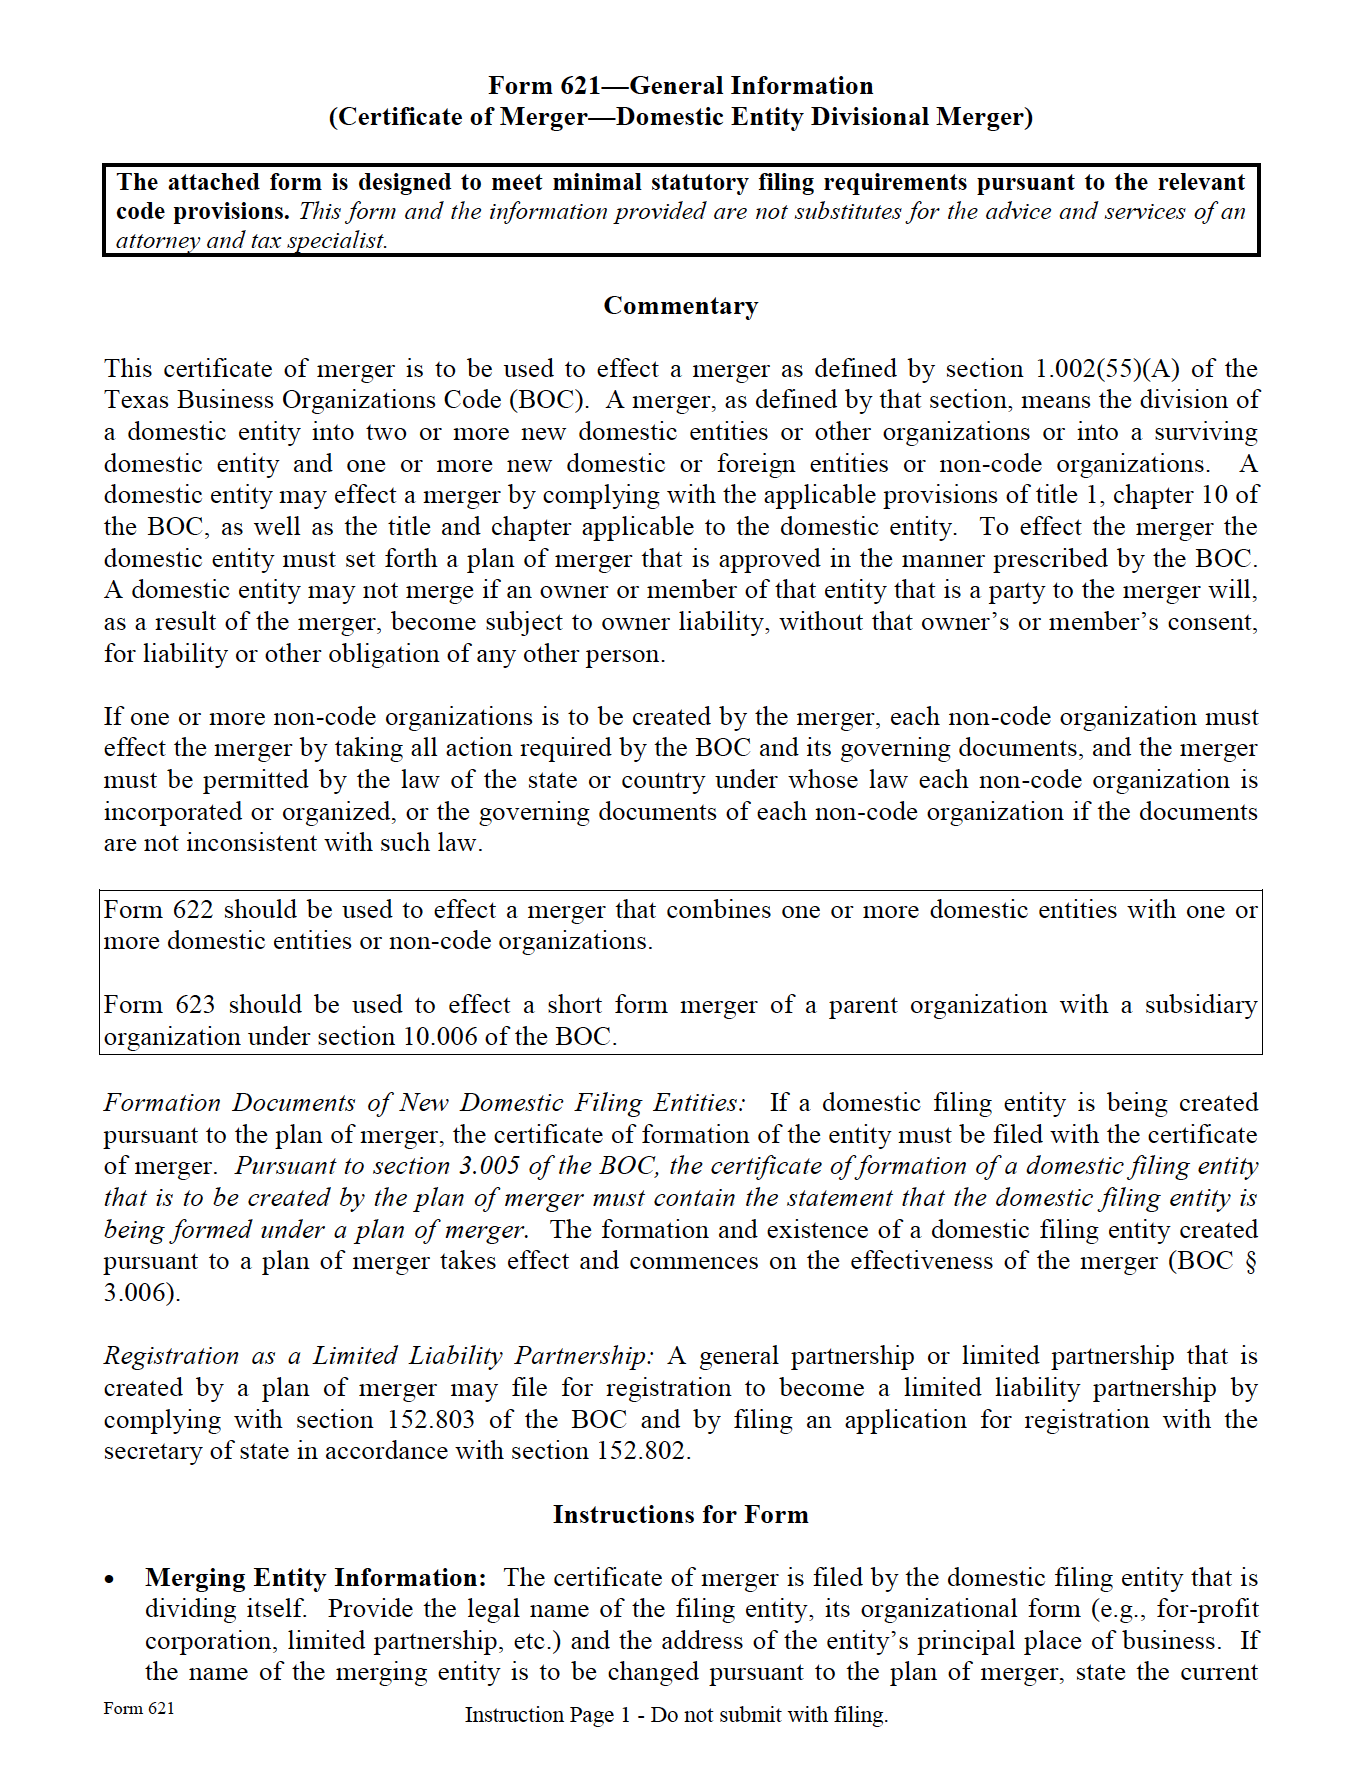 Form 621—General Information
(Certificate of Merger—Domestic Entity Divisional Merger)
The attached form is designed to meet minimal statutory filing requirements pursuant to the relevant
code provisions. This form and the information provided are not substitutes for the advice and services of an
attorney and tax specialist.
Commentary
This certificate of merger is to be used to effect a merger as defined by section 1.002(55)(A) of the
Texas Business Organizations Code (BOC). A merger, as defined by that section, means the division of
a domestic entity into two or more new domestic entities or other organizations or into a surviving
domestic entity and one or more new domestic or foreign entities or non-code organizations. A
domestic entity may effect a merger by complying with the applicable provisions of title 1, chapter 10 of
the BOC, as well as the title and chapter applicable to the domestic entity. To effect the merger the
domestic entity must set forth a plan of merger that is approved in the manner prescribed by the BOC.
A domestic entity may not merge if an owner or member of that entity that is a party to the merger will,
as a result of the merger, become subject to owner liability, without that owner’s or member’s consent,
for liability or other obligation of any other person.
If one or more non-code organizations is to be created by the merger, each non-code organization must
effect the merger by taking all action required by the BOC and its governing documents, and the merger
must be permitted by the law of the state or country under whose law each non-code organization is
incorporated or organized, or the governing documents of each non-code organization if the documents
are not inconsistent with such law.
Form 622 should be used to effect a merger that combines one or more domestic entities with one or
more domestic entities or non-code organizations.
Form 623 should be used to effect a short form merger of a parent organization with a subsidiary
organization under section 10.006 of the BOC.
Formation Documents of New Domestic Filing Entities: If a domestic filing entity is being created
pursuant to the plan of merger, the certificate of formation of the entity must be filed with the certificate
of merger. Pursuant to section 3.005 of the BOC, the certificate of formation of a domestic filing entity
that is to be created by the plan of merger must contain the statement that the domestic filing entity is
being formed under a plan of merger. The formation and existence of a domestic filing entity created
pursuant to a plan of merger takes effect and commences on the effectiveness of the merger (BOC §
3.006).
Registration as a Limited Liability Partnership: A general partnership or limited partnership that is
created by a plan of merger may file for registration to become a limited liability partnership by
complying with section 152.803 of the BOC and by filing an application for registration with the
secretary of state in accordance with section 152.802.
Instructions for Form
• Merging Entity Information: The certificate of merger is filed by the domestic filing entity that is
dividing itself. Provide the legal name of the filing entity, its organizational form (e.g., for-profit
corporation, limited partnership, etc.) and the address of the entity’s principal place of business. If
the name of the merging entity is to be changed pursuant to the plan of merger, state the current
Form 621
Instruction Page 1 - Do not submit with filing.